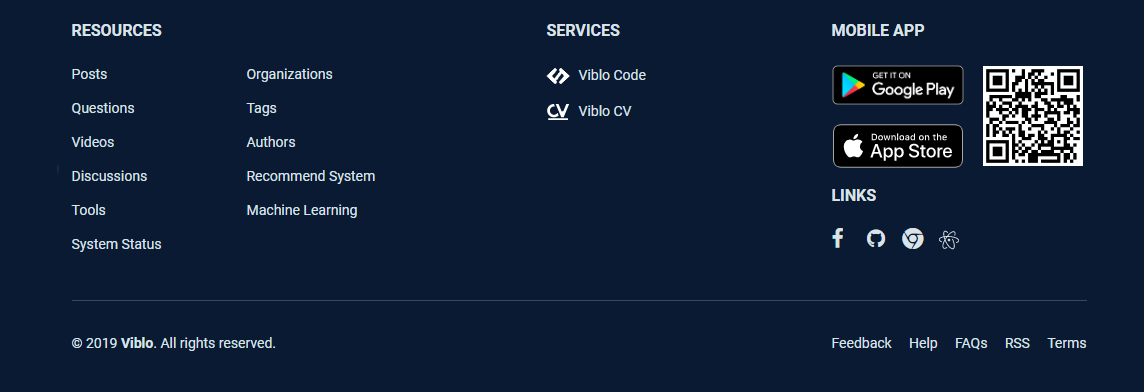 RESOURCES
Posts
Questions
Videos
Discussions
Tools
System Status
Organizations
Tags
Authors
Recommend System
Machine Learning
SERVICES
Viblo Code
CV Viblo CV
MOBILE APP
GET IT ON
Google Play
Download on the
App Store
LINKS
© 2019 Viblo. All rights reserved.
Feedback Help FAQs RSS Terms